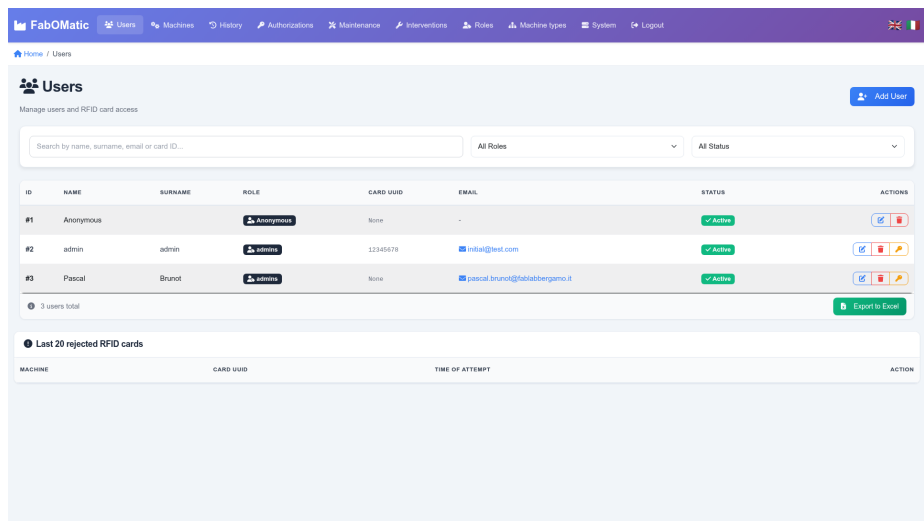 FabOMatic Users Machines History Authorizations Maintenance Interventions Roles Machine types System Logout
Home / Users
Users
Manage users and RFID card access
Add User
Search by name, surname, email or card ID... All Roles All Status
ID NAME SURNAME ROLE CARD UUID EMAIL STATUS ACTIONS
#1 Anonymous Anonymous None - Active
#2 admin admin admins 12345678 initial@test.com Active
#3 Pascal Brunot admins None pascal.brunot@fablabbergamo.it Active
3 users total Export to Excel
Last 20 rejected RFID cards
MACHINE CARD UUID TIME OF ATTEMPT ACTION